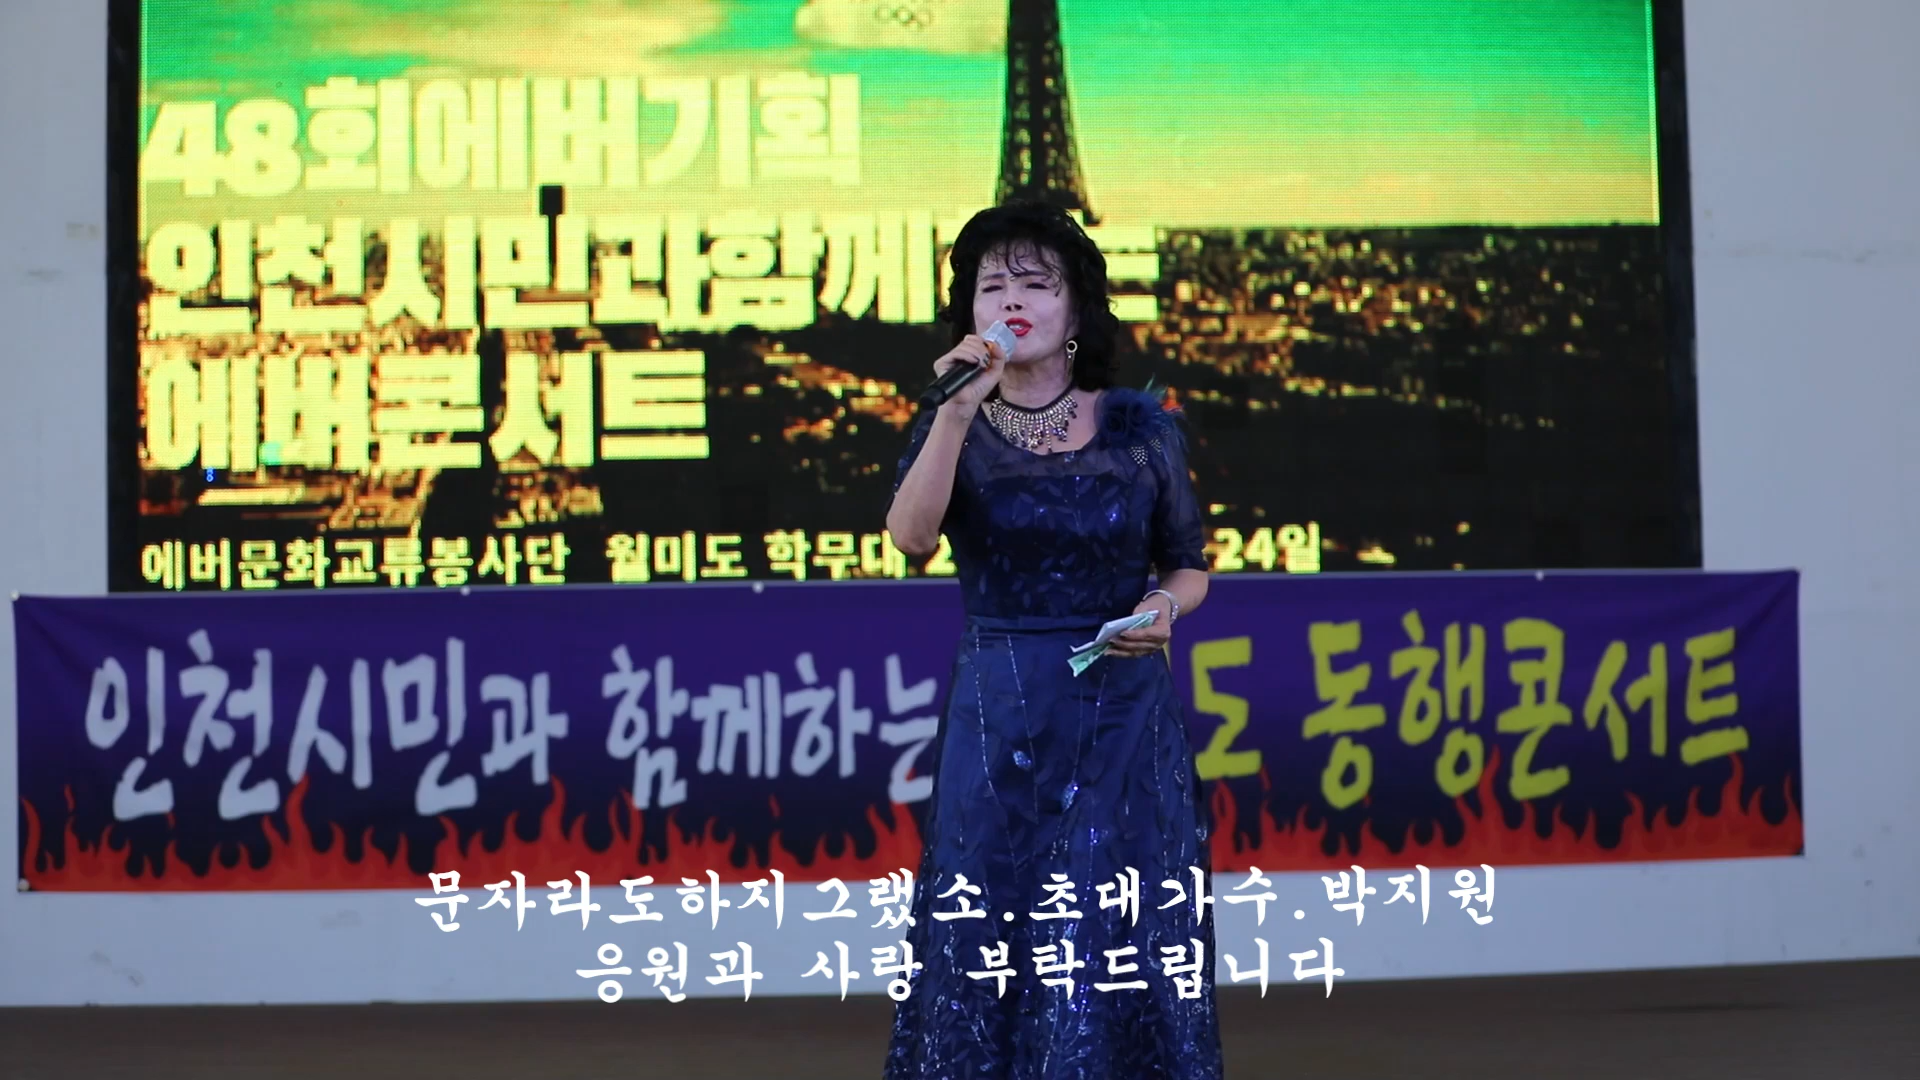 48회에버기획
인천시민과함께
에버콘서트
에버문화교류봉사단 월미도 학무대 24일
인천시민과 함께하는 도 동행콘서트
문자라도하지그랬소.초대가수.박지원
응원과 사랑 부탁드립니다